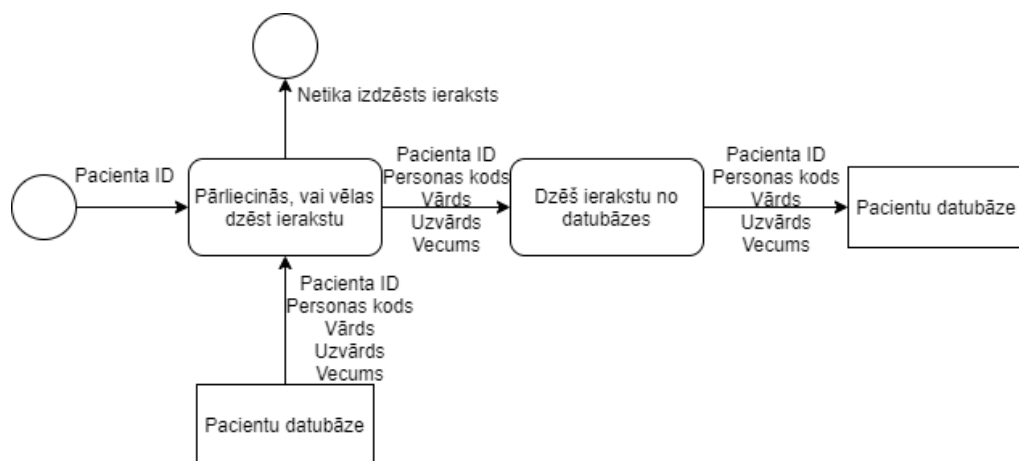 Netika izdzēsts ieraksts
Pacienta ID
Pārliecinās, vai vēlas
dzēst ierakstu
Pacienta ID
Personas kods
Vārds
Uzvārds
Vecums
Dzēš ierakstu no
datubāzes
Pacienta ID
Personas kods
Vārds
Uzvārds
Vecums
Pacientu datubāze
Pacienta ID
Personas kods
Vārds
Uzvārds
Vecums
Pacientu datubāze